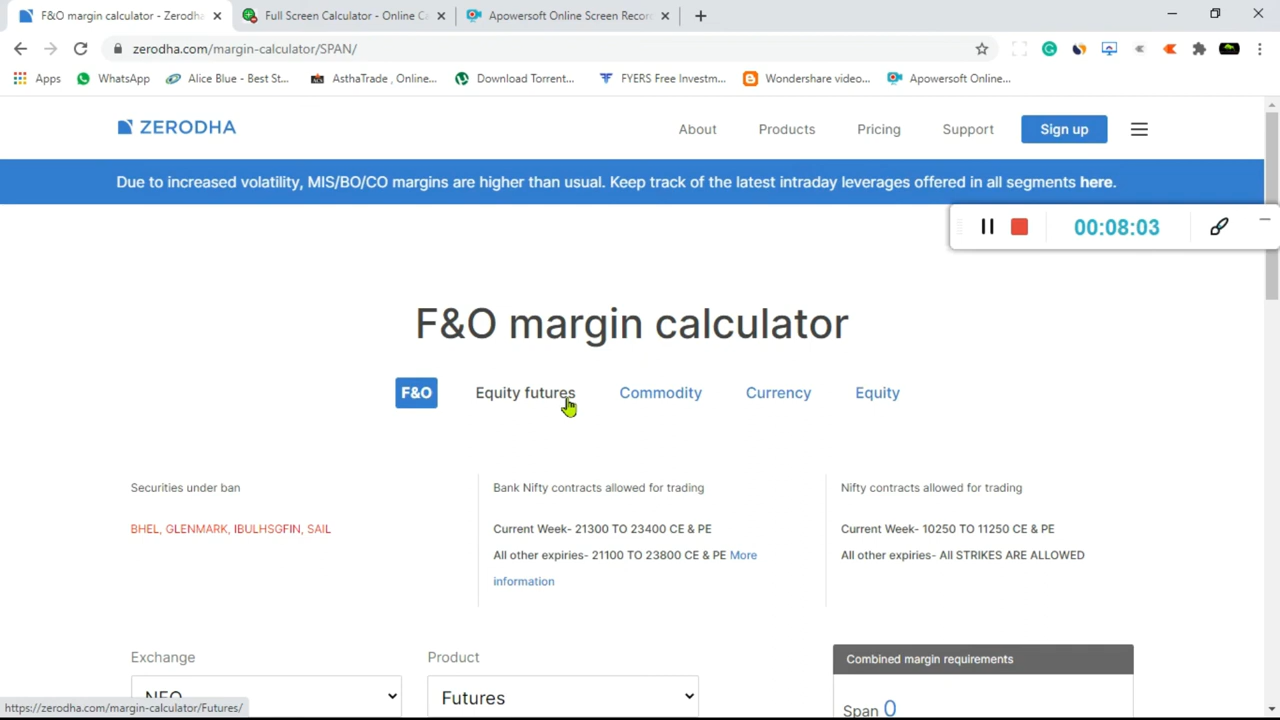 F&O margin calculator - Zerodha
Full Screen Calculator - Online Ca
Apowersoft Online Screen Recor
zerodha.com/margin-calculator/SPAN/
Apps
WhatsApp
Alice Blue - Best St...
AsthaTrade , Online...
Download Torrent...
FYERS Free Investm...
Wondershare video...
Apowersoft Online...
ZERODHA
About
Products
Pricing
Support
Sign up
Due to increased volatility, MIS/BO/CO margins are higher than usual. Keep track of the latest intraday leverages offered in all segments here.
00:08:03
F&O margin calculator
F&O
Equity futures
Commodity
Currency
Equity
Securities under ban
BHEL, GLENMARK, IBULHSGFIN, SAIL
Bank Nifty contracts allowed for trading
Current Week- 21300 TO 23400 CE & PE
All other expiries- 21100 TO 23800 CE & PE More
information
Nifty contracts allowed for trading
Current Week- 10250 TO 11250 CE & PE
All other expiries- All STRIKES ARE ALLOWED
Exchange
NFO
Product
Futures
Combined margin requirements
Span 0
https://zerodha.com/margin-calculator/Futures/